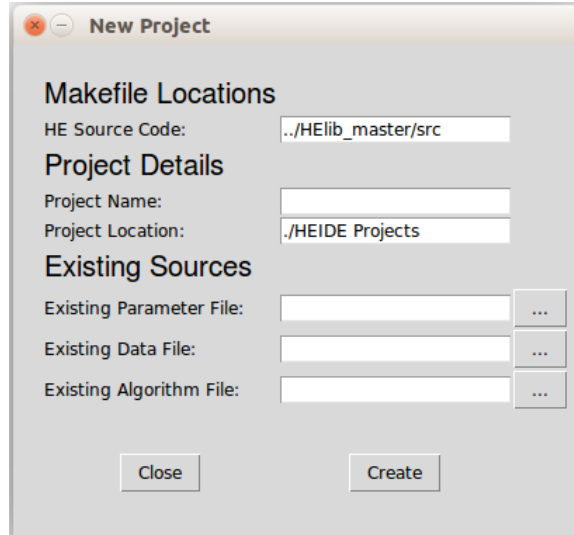 New Project
Makefile Locations
HE Source Code: ../HElib_master/src
Project Details
Project Name:
Project Location: ./HEIDE Projects
Existing Sources
Existing Parameter File: ...
Existing Data File: ...
Existing Algorithm File: ...
Close Create